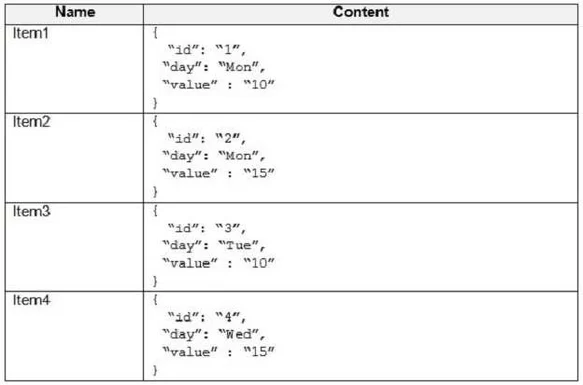 Name Content
Item1 {
“id”: “1”,
“day”: “Mon”,
“value” : “10”
}
Item2 {
“id”: “2”,
“day”: “Mon”,
“value” : “15”
}
Item3 {
“id”: “3”,
“day”: “Tue”,
“value” : “10”
}
Item4 {
“id”: “4”,
“day”: “Wed”,
“value” : “15”
}